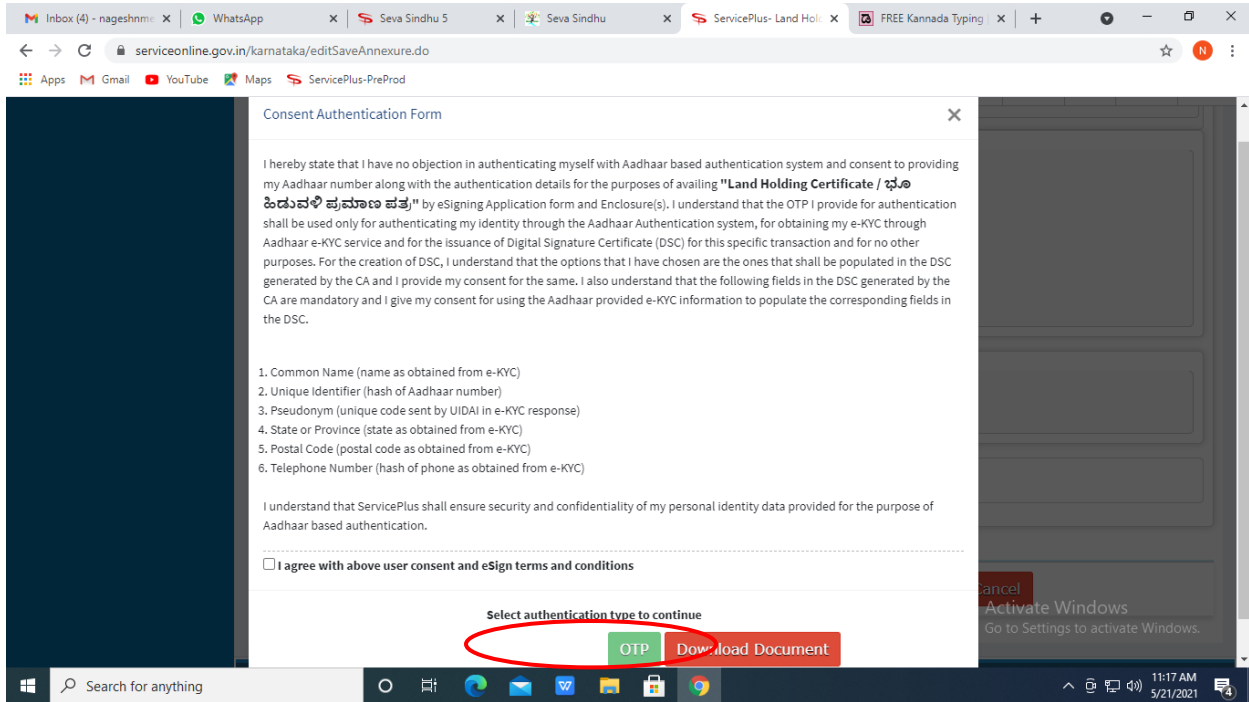 Inbox (4) - nageshnme
WhatsApp
Seva Sindhu 5
Seva Sindhu
ServicePlus- Land Hol
FREE Kannada Typing
serviceonline.gov.in/karnataka/editSaveAnnexure.do
N
Apps
Gmail
YouTube
Maps
ServicePlus-PreProd
Consent Authentication Form
I hereby state that I have no objection in authenticating myself with Aadhaar based authentication system and consent to providing
my Aadhaar number along with the authentication details for the purposes of availing "Land Holding Certificate / ಭೂ
ಹಿಡುವಳಿ ಪ್ರಮಾಣ ಪತ್ರ" by eSigning Application form and Enclosure(s). I understand that the OTP I provide for authentication
shall be used only for authenticating my identity through the Aadhaar Authentication system, for obtaining my e-KYC through
Aadhaar e-KYC service and for the issuance of Digital Signature Certificate (DSC) for this specific transaction and for no other
purposes. For the creation of DSC, I understand that the options that I have chosen are the ones that shall be populated in the DSC
generated by the CA and I provide my consent for the same. I also understand that the following fields in the DSC generated by the
CA are mandatory and I give my consent for using the Aadhaar provided e-KYC information to populate the corresponding fields in
the DSC.
1. Common Name (name as obtained from e-KYC)
2. Unique Identifier (hash of Aadhaar number)
3. Pseudonym (unique code sent by UIDAI in e-KYC response)
4. State or Province (state as obtained from e-KYC)
5. Postal Code (postal code as obtained from e-KYC)
6. Telephone Number (hash of phone as obtained from e-KYC)
I understand that ServicePlus shall ensure security and confidentiality of my personal identity data provided for the purpose of
Aadhaar based authentication.
I agree with above user consent and eSign terms and conditions
Cancel
Activate Windows
Go to Settings to activate Windows.
Select authentication type to continue
OTP
Download Document
Search for anything
11:17 AM
5/21/2021
4